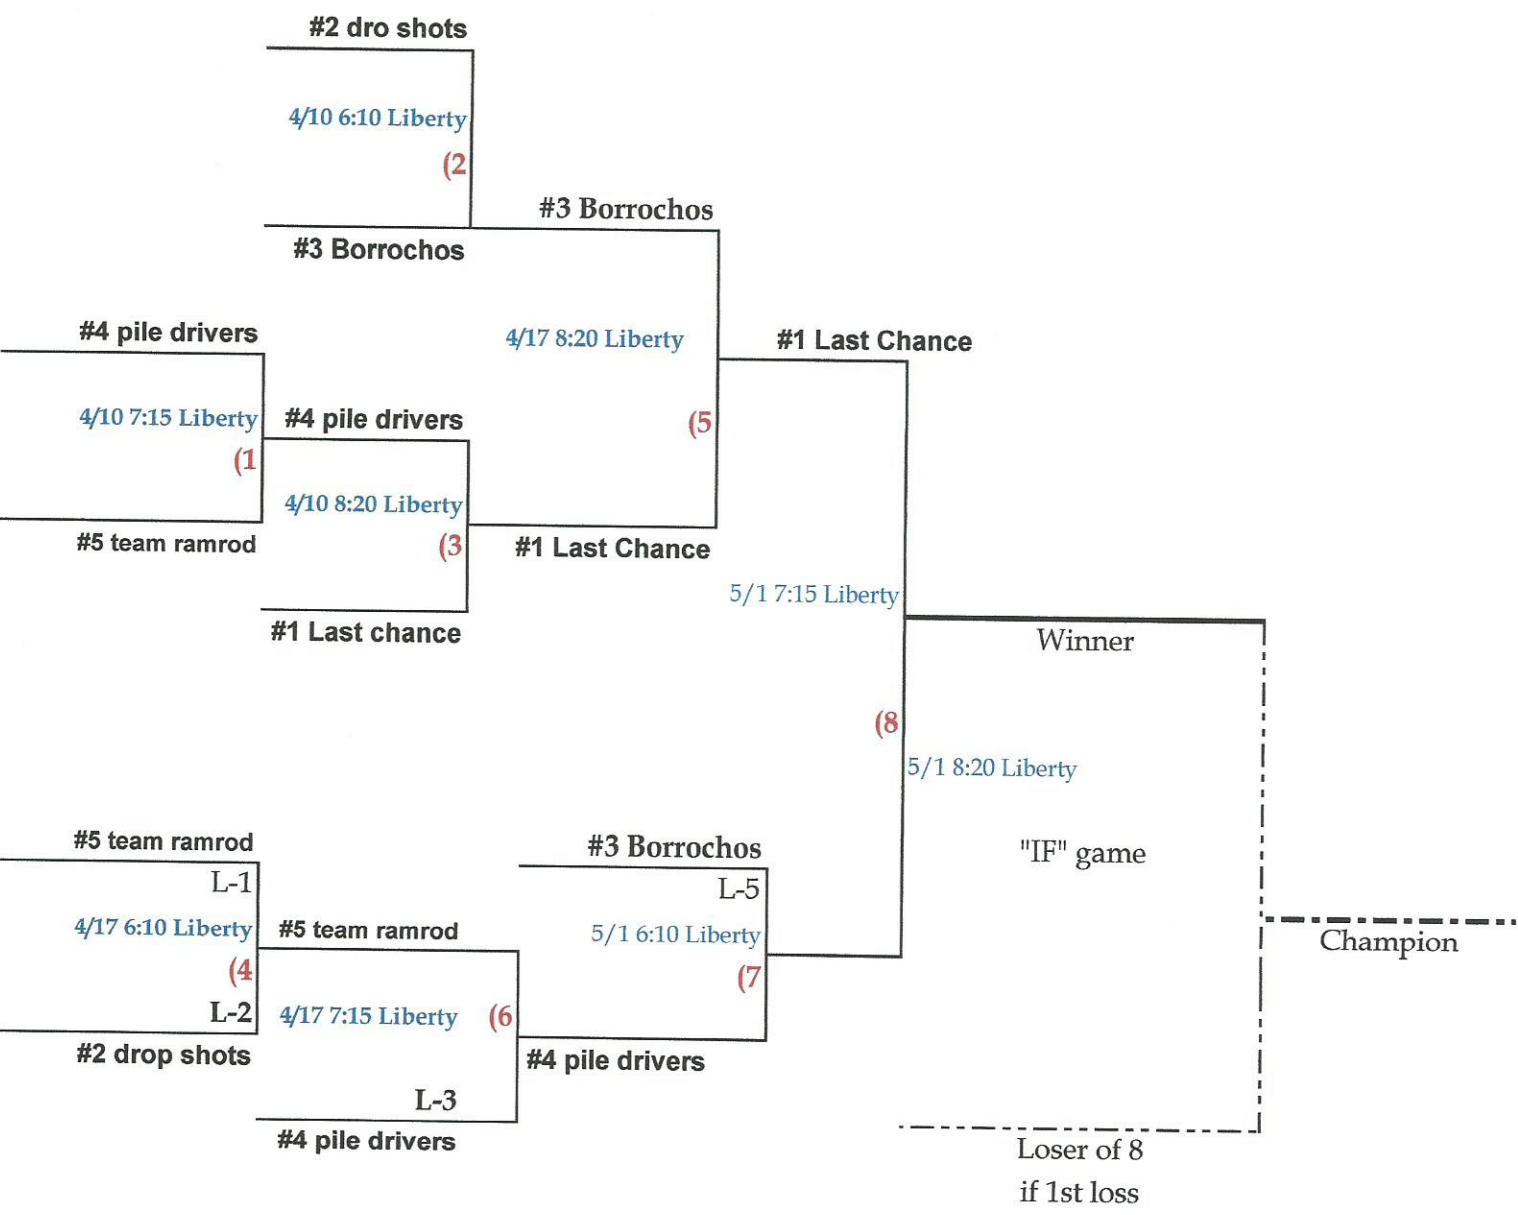 #2 dro shots
4/10 6:10 Liberty
(2
#3 Borrochos
#3 Borrochos
#4 pile drivers
4/17 8:20 Liberty
#1 Last Chance
4/10 7:15 Liberty
#4 pile drivers
(5
(1
4/10 8:20 Liberty
#5 team ramrod
(3
#1 Last Chance
5/1 7:15 Liberty
#1 Last chance
Winner
(8
5/1 8:20 Liberty
#5 team ramrod
#3 Borrochos
"IF" game
L-1
L-5
4/17 6:10 Liberty
#5 team ramrod
5/1 6:10 Liberty
Champion
(4
(7
L-2
4/17 7:15 Liberty
(6
#2 drop shots
#4 pile drivers
L-3
#4 pile drivers
Loser of 8
if 1st loss